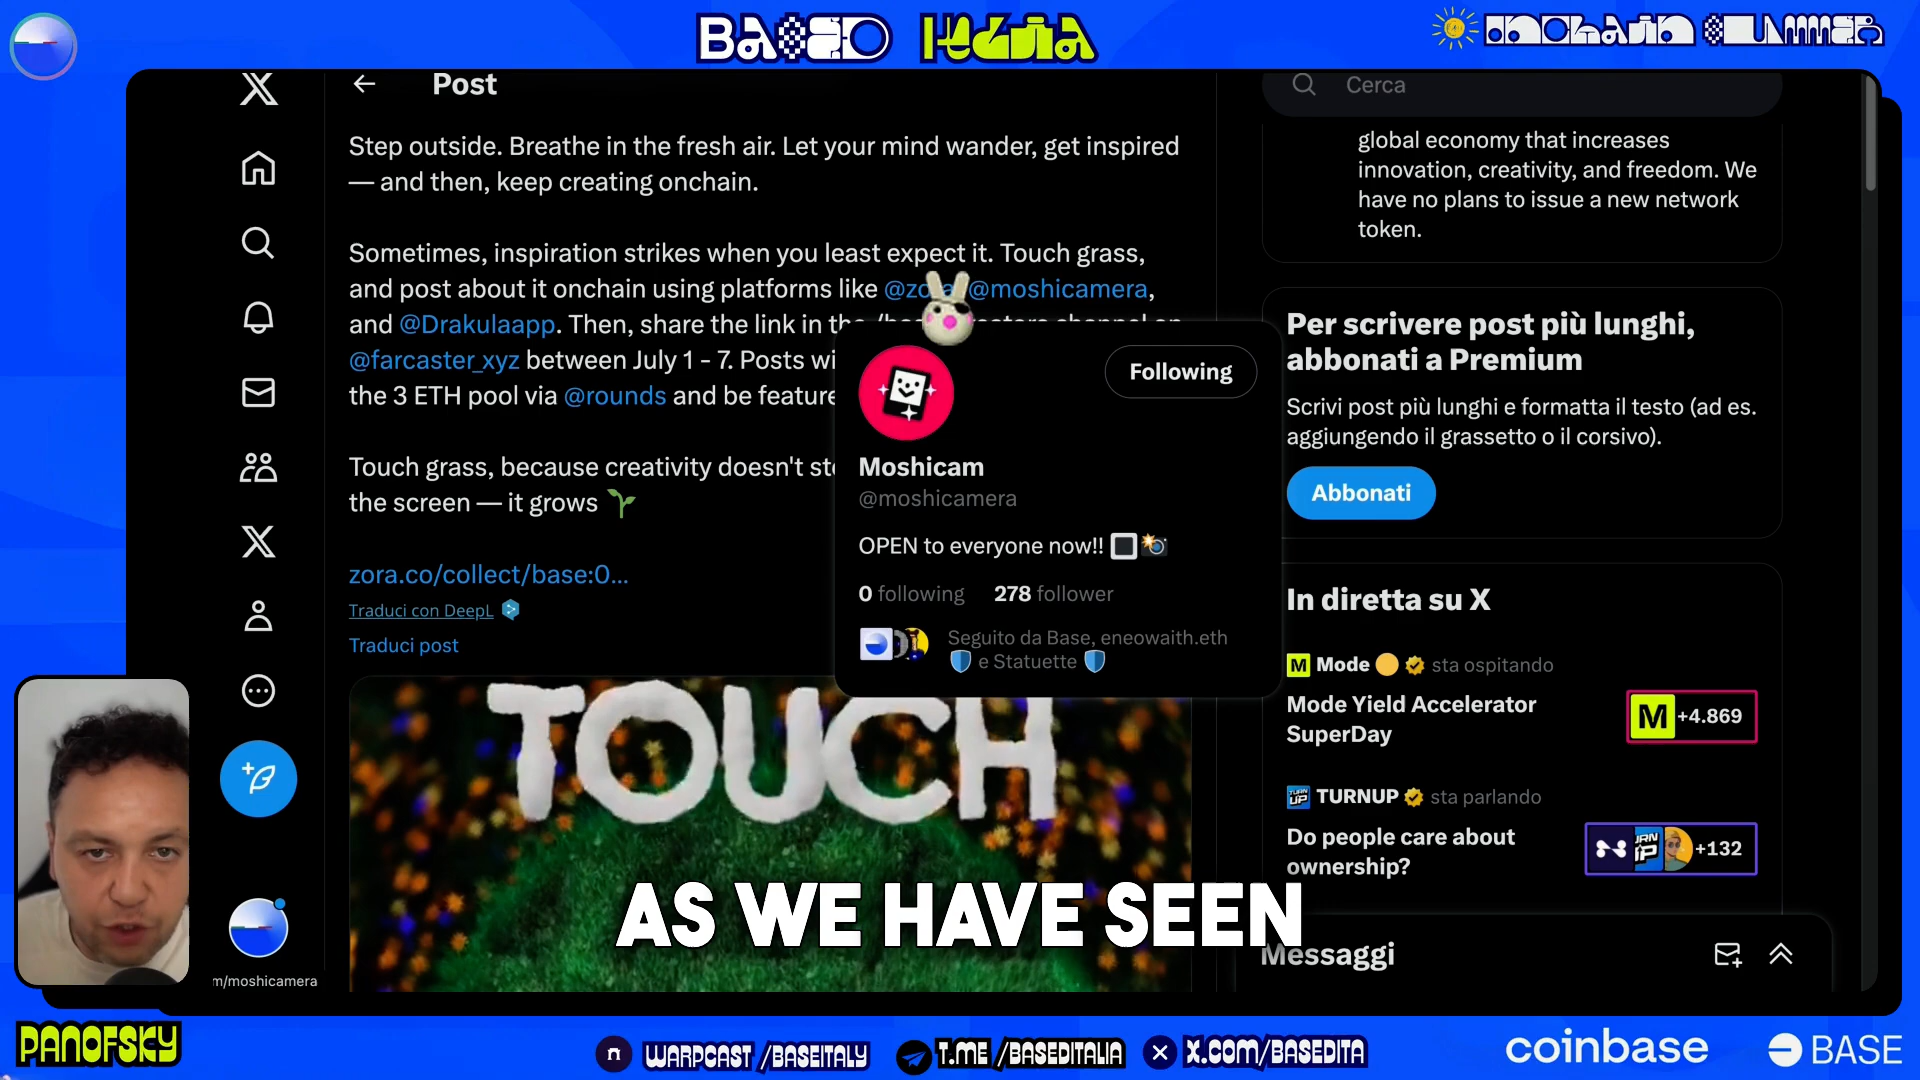 BASED ITALIA
ONCHAIN SUMMER
Post
Cerca
Step outside. Breathe in the fresh air. Let your mind wander, get inspired
— and then, keep creating onchain.
Sometimes, inspiration strikes when you least expect it. Touch grass,
and post about it onchain using platforms like @zora @moshicamera,
and @Drakulaapp. Then, share the link in the
@farcaster_xyz between July 1 - 7. Posts wi
the 3 ETH pool via @rounds and be feature
Touch grass, because creativity doesn't sto
the screen — it grows 🌱
zora.co/collect/base:0...
Traduci con DeepL
Traduci post
Following
Moshicam
@moshicamera
OPEN to everyone now!! 🔳📸
0 following 278 follower
Seguito da Base, eneowaith.eth
🛡️ e Statuette 🛡️
TOUCH
global economy that increases
innovation, creativity, and freedom. We
have no plans to issue a new network
token.
Per scrivere post più lunghi,
abbonati a Premium
Scrivi post più lunghi e formatta il testo (ad es.
aggiungendo il grassetto o il corsivo).
Abbonati
In diretta su X
M Mode 🟡 sta ospitando
Mode Yield Accelerator
SuperDay
M +4.869
TURN UP TURNUP sta parlando
Do people care about
ownership?
+132
AS WE HAVE SEEN
Messaggi
m/moshicamera
PANOFSKY
WARPCAST /BASEITALY
T.ME /BASEDITALIA
X.COM/BASEDITA
coinbase
BASE